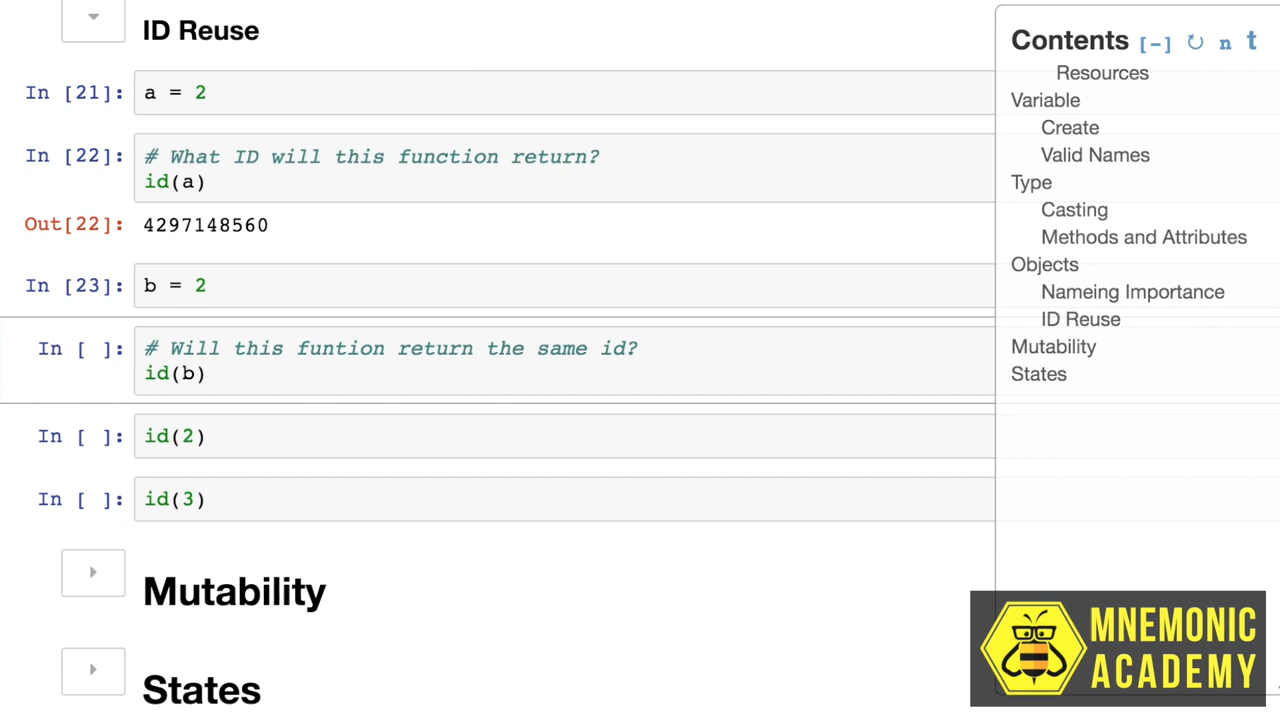 ID Reuse
In [21]: a = 2
In [22]: # What ID will this function return?
id(a)
Out[22]: 4297148560
In [23]: b = 2
In [ ]: # Will this funtion return the same id?
id(b)
In [ ]: id(2)
In [ ]: id(3)
Mutability
States
Contents [-] ↻ n t
Resources
Variable
Create
Valid Names
Type
Casting
Methods and Attributes
Objects
Nameing Importance
ID Reuse
Mutability
States
MNEMONIC
ACADEMY